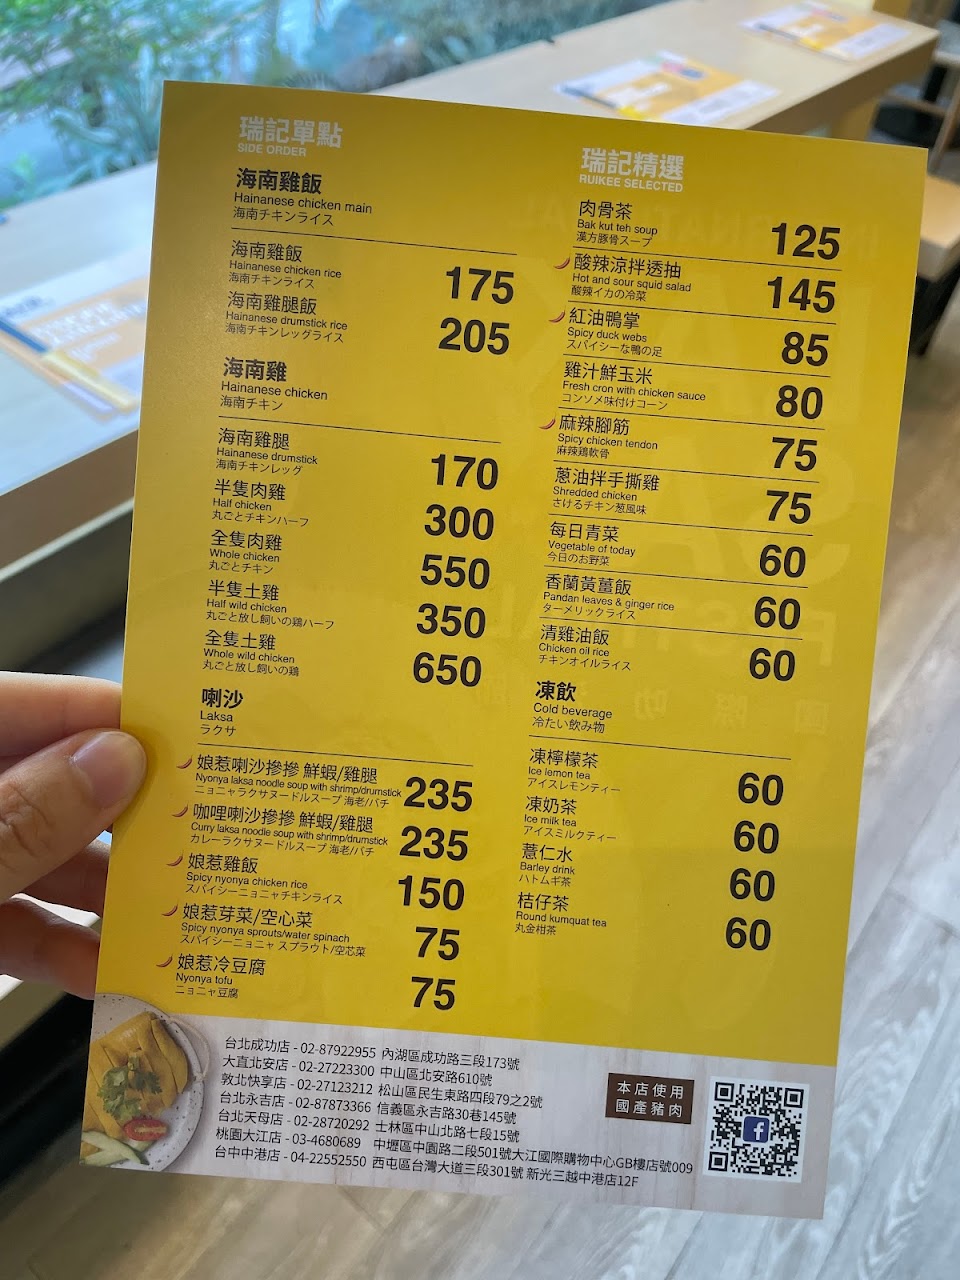 瑞記單點
SIDE ORDER
海南雞飯
Hainanese chicken main
海南チキンライス
海南雞飯
Hainanese chicken rice
海南チキンライス
175
海南雞腿飯
Hainanese drumstick rice
海南チキンレッグライス
205
海南雞
Hainanese chicken
海南チキン
海南雞腿
Hainanese drumstick
海南チキンレッグ
170
半隻肉雞
Half chicken
丸ごとチキンハーフ
300
全隻肉雞
Whole chicken
丸ごとチキン
550
半隻土雞
Half wild chicken
丸ごと放し飼いの鶏ハーフ
350
全隻土雞
Whole wild chicken
丸ごと放し飼いの鶏
650
喇沙
Laksa
ラクサ
娘惹喇沙摻摻 鮮蝦/雞腿
Nyonya laksa noodle soup with shrimp/drumstick
ニョニャラクサヌードルスープ 海老/バチ
235
咖哩喇沙摻摻 鮮蝦/雞腿
Curry laksa noodle soup with shrimp/drumstick
カレーラクサヌードルスープ 海老/バチ
235
娘惹雞飯
Spicy nyonya chicken rice
スパイシーニョニャチキンライス
150
娘惹芽菜/空心菜
Spicy nyonya sprouts/water spinach
スパイシーニョニャ スプラウト/空芯菜
75
娘惹冷豆腐
Nyonya tofu
ニョニャ豆腐
75
瑞記精選
RUIKEE SELECTED
肉骨茶
Bak kut teh soup
漢方豚骨スープ
125
酸辣涼拌透抽
Hot and sour squid salad
酸辣イカの冷菜
145
紅油鴨掌
Spicy duck webs
スパイシーな鴨の足
85
雞汁鮮玉米
Fresh cron with chicken sauce
コンソメ味付けコーン
80
麻辣腳筋
Spicy chicken tendon
麻辣鶏軟骨
75
蔥油拌手撕雞
Shredded chicken
さけるチキン葱風味
75
每日青菜
Vegetable of today
今日のお野菜
60
香蘭黃薑飯
Pandan leaves & ginger rice
ターメリックライス
60
清雞油飯
Chicken oil rice
チキンオイルライス
60
凍飲
Cold beverage
冷たい飲み物
凍檸檬茶
Ice lemon tea
アイスレモンティー
60
凍奶茶
Ice milk tea
アイスミルクティー
60
薏仁水
Barley drink
ハトムギ茶
60
桔仔茶
Round kumquat tea
丸金柑茶
60
台北成功店 - 02-87922955 內湖區成功路三段173號
大直北安店 - 02-27223300 中山區北安路610號
敦北快享店 - 02-27123212 松山區民生東路四段79之2號
台北永吉店 - 02-87873366 信義區永吉路30巷145號
台北天母店 - 02-28720292 士林區中山北路七段15號
桃園大江店 - 03-4680689 中壢區中園路二段501號大江國際購物中心GB樓店號009
台中中港店 - 04-22552550 西屯區台灣大道三段301號 新光三越中港店12F
本店使用
國產豬肉